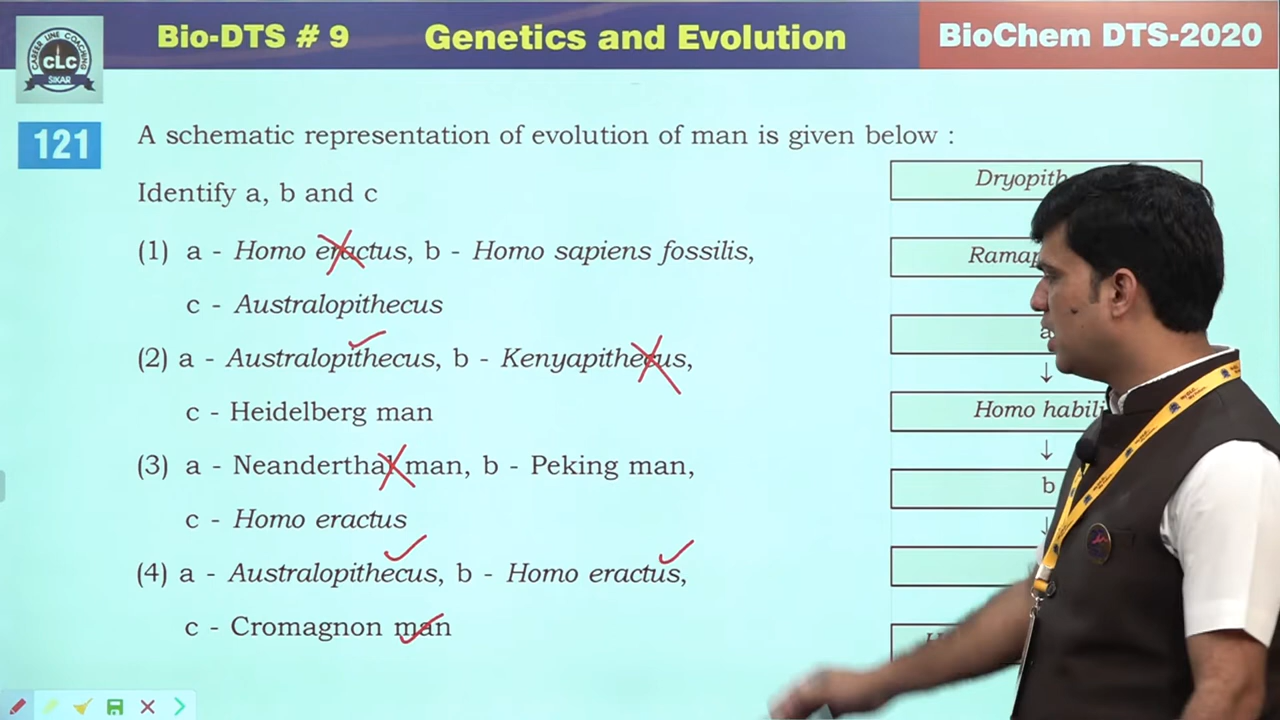 Bio-DTS # 9
Genetics and Evolution
BioChem DTS-2020
CAREER LINE COACHING
CLC
SIKAR
121
A schematic representation of evolution of man is given below :
Identify a, b and c
(1) a - Homo eractus, b - Homo sapiens fossilis,
c - Australopithecus
(2) a - Australopithecus, b - Kenyapithecus,
c - Heidelberg man
(3) a - Neanderthal man, b - Peking man,
c - Homo eractus
(4) a - Australopithecus, b - Homo eractus,
c - Cromagnon man
Dryopith
Ramap
a
Homo habili
b